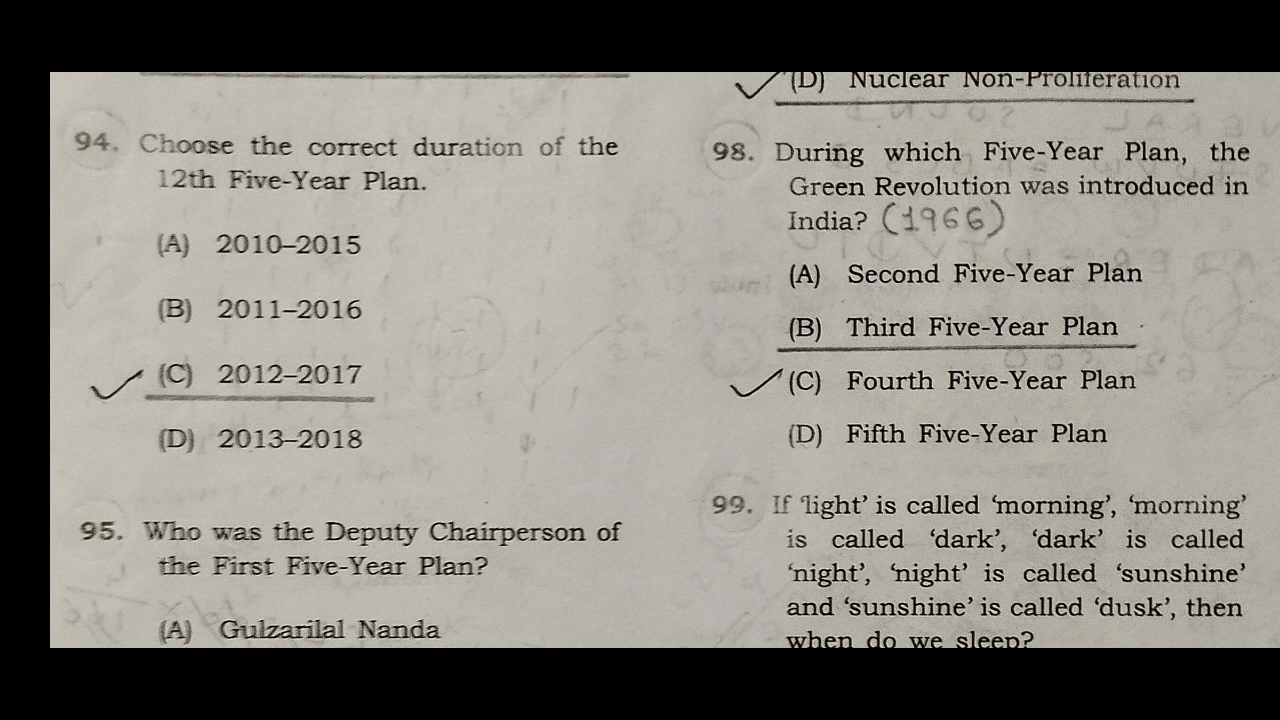 94. Choose the correct duration of the
12th Five-Year Plan.
(A) 2010–2015
(B) 2011–2016
(C) 2012–2017
(D) 2013–2018
95. Who was the Deputy Chairperson of
the First Five-Year Plan?
(A) Gulzarilal Nanda
(D) Nuclear Non-Proliferation
98. During which Five-Year Plan, the
Green Revolution was introduced in
India? (1966)
(A) Second Five-Year Plan
(B) Third Five-Year Plan
(C) Fourth Five-Year Plan
(D) Fifth Five-Year Plan
99. If 'light' is called 'morning', 'morning'
is called 'dark', 'dark' is called
'night', 'night' is called 'sunshine'
and 'sunshine' is called 'dusk', then
when do we sleep?